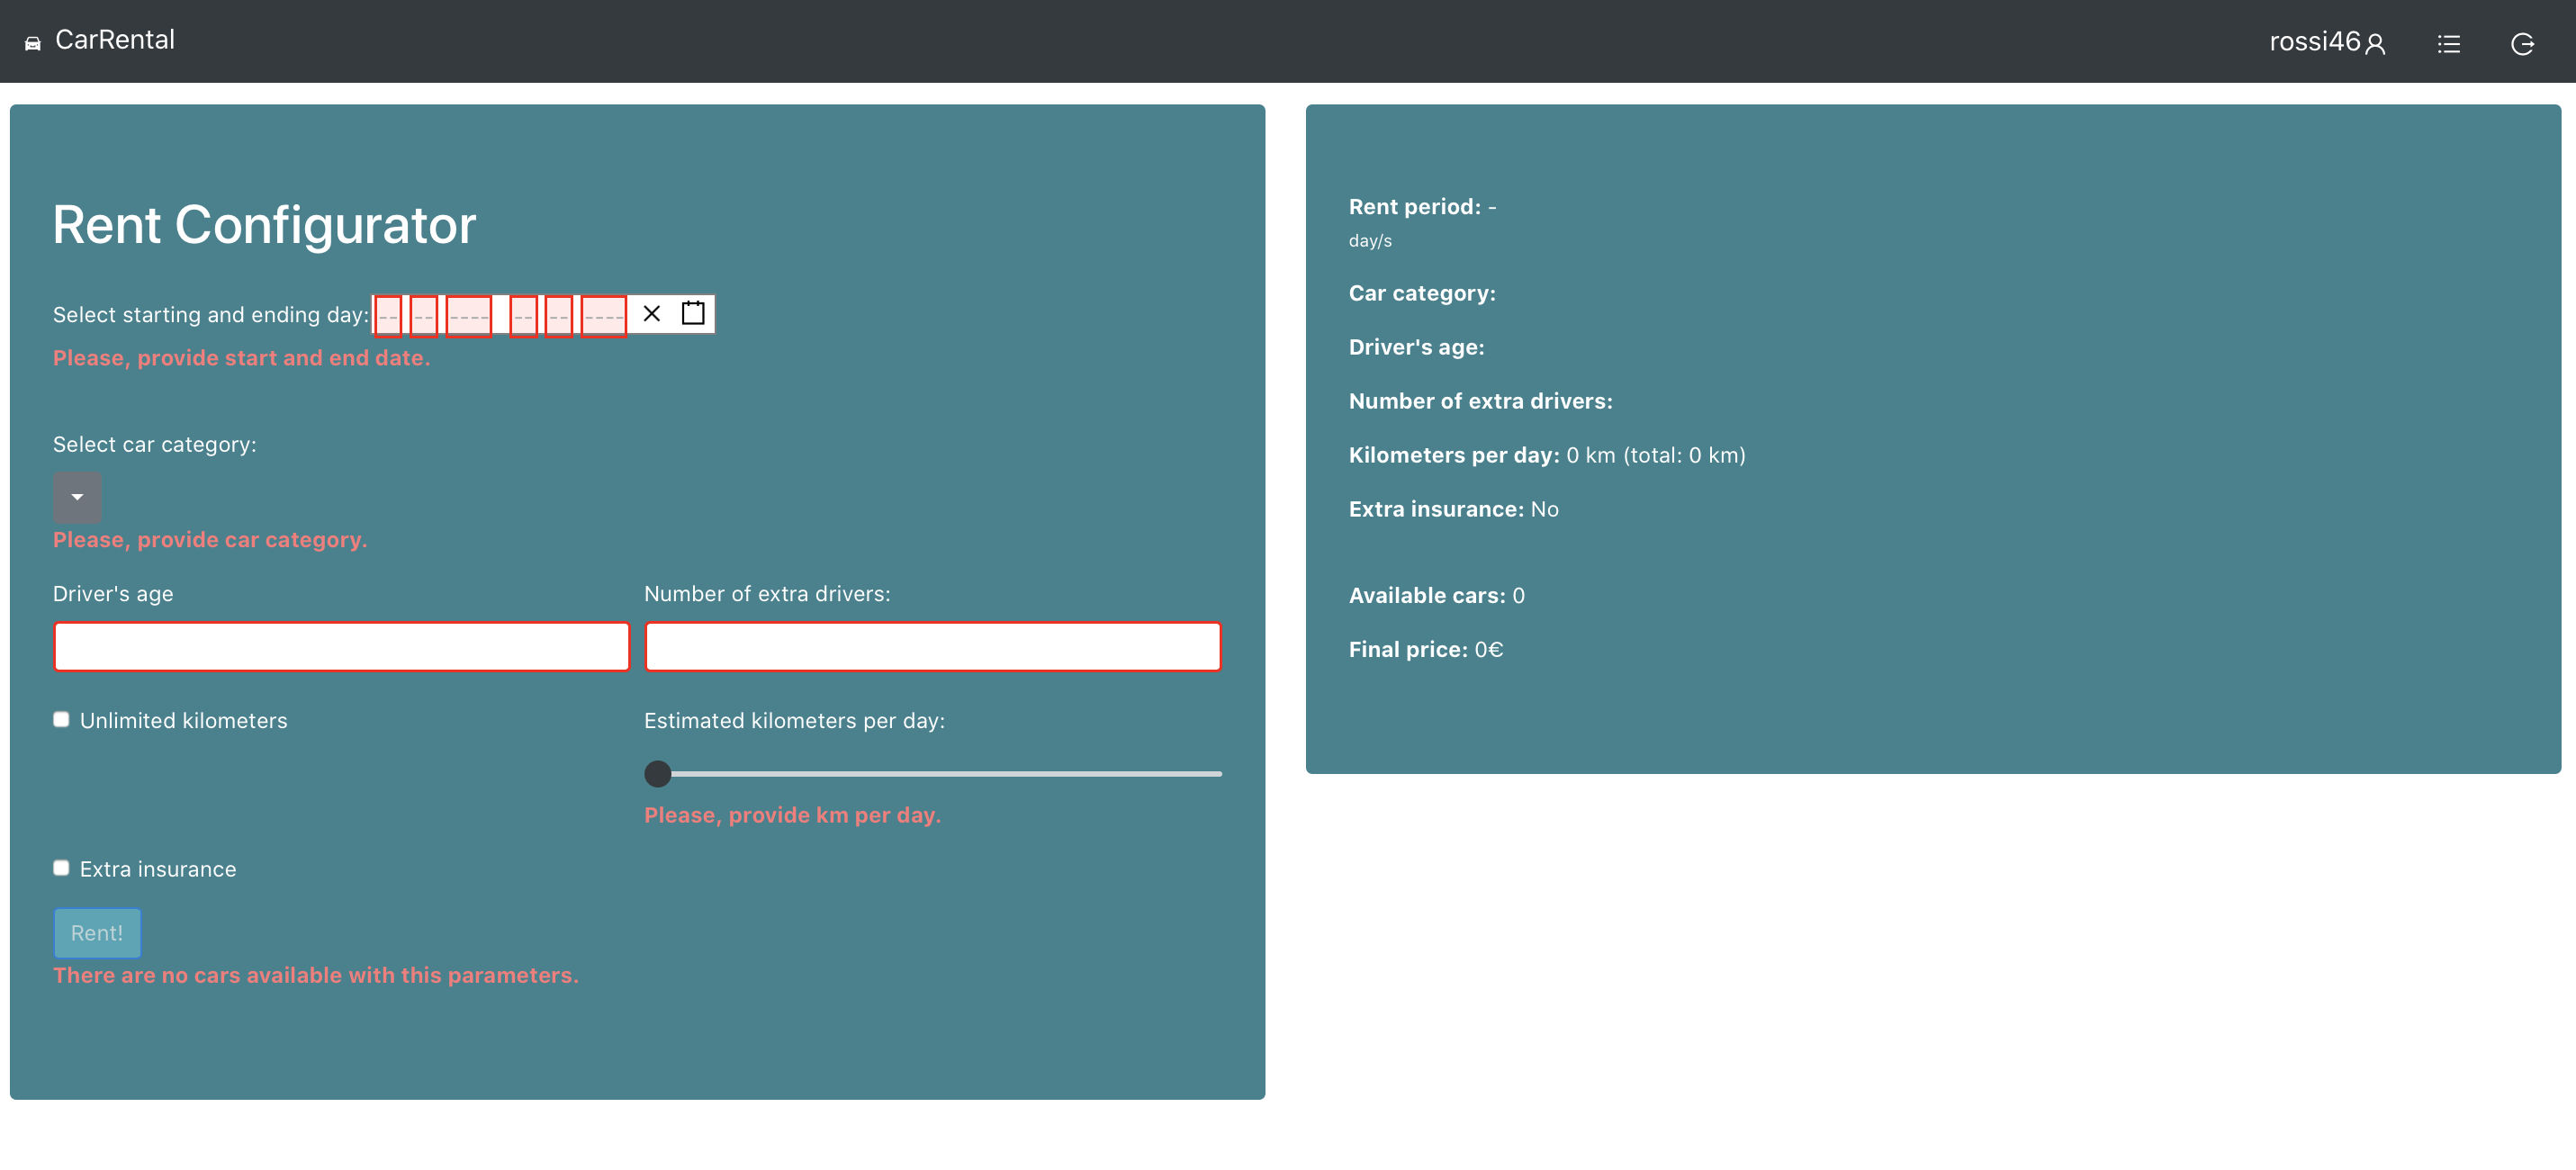 CarRental
rossi46
Rent Configurator
Select starting and ending day: -- -- ---- -- -- ----
Please, provide start and end date.
Select car category:
Please, provide car category.
Driver's age
Number of extra drivers:
Unlimited kilometers
Estimated kilometers per day:
Please, provide km per day.
Extra insurance
Rent!
There are no cars available with this parameters.
Rent period: -
day/s
Car category:
Driver's age:
Number of extra drivers:
Kilometers per day: 0 km (total: 0 km)
Extra insurance: No
Available cars: 0
Final price: 0€